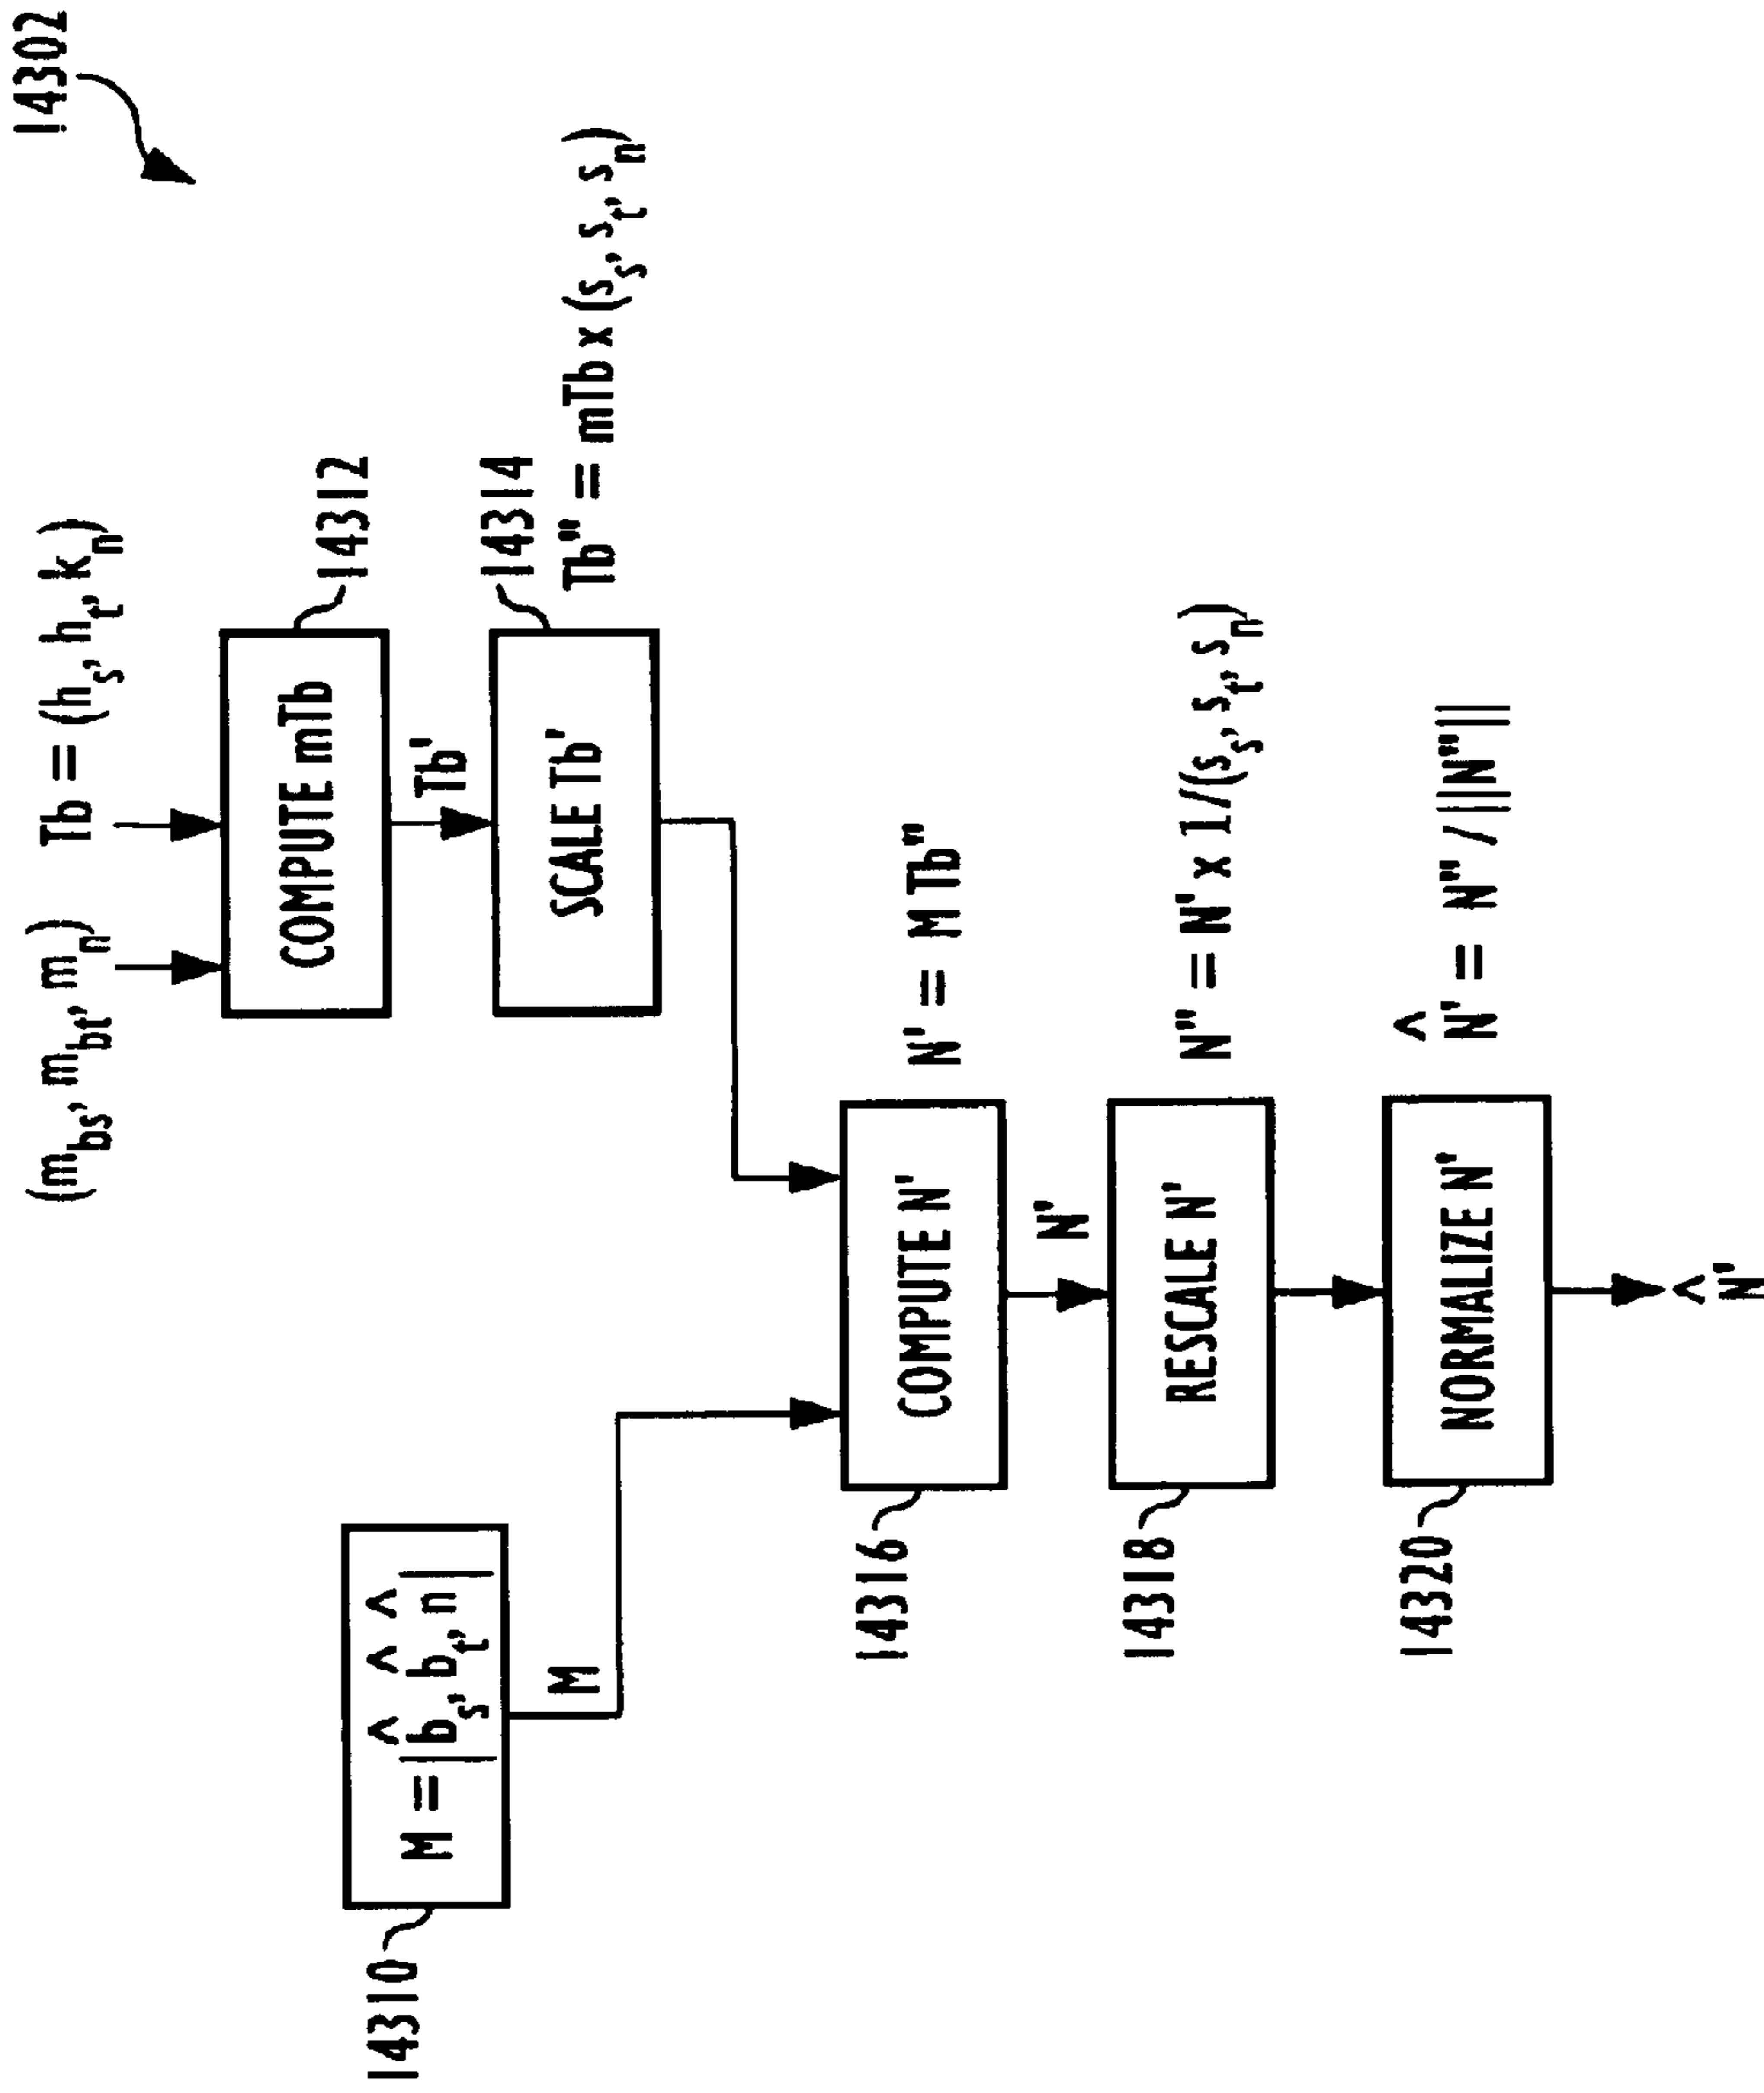 14302
(m_bs, m_bt, m_n)
Tb = (h_s, h_t, k_n)
COMPUTE mTb
14312
Tb'
SCALE Tb'
14314
Tb" = mTb x (s_s, s_t, s_n)
14310
M = |b̂_s, b̂_t, n̂|
M
14316
COMPUTE N'
N' = M Tb"
N'
14318
RESCALE N'
N" = N' x 1/(s_s, s_t, s_n)
14320
NORMALIZE N'
N̂' = N" / ||N"||
N̂'